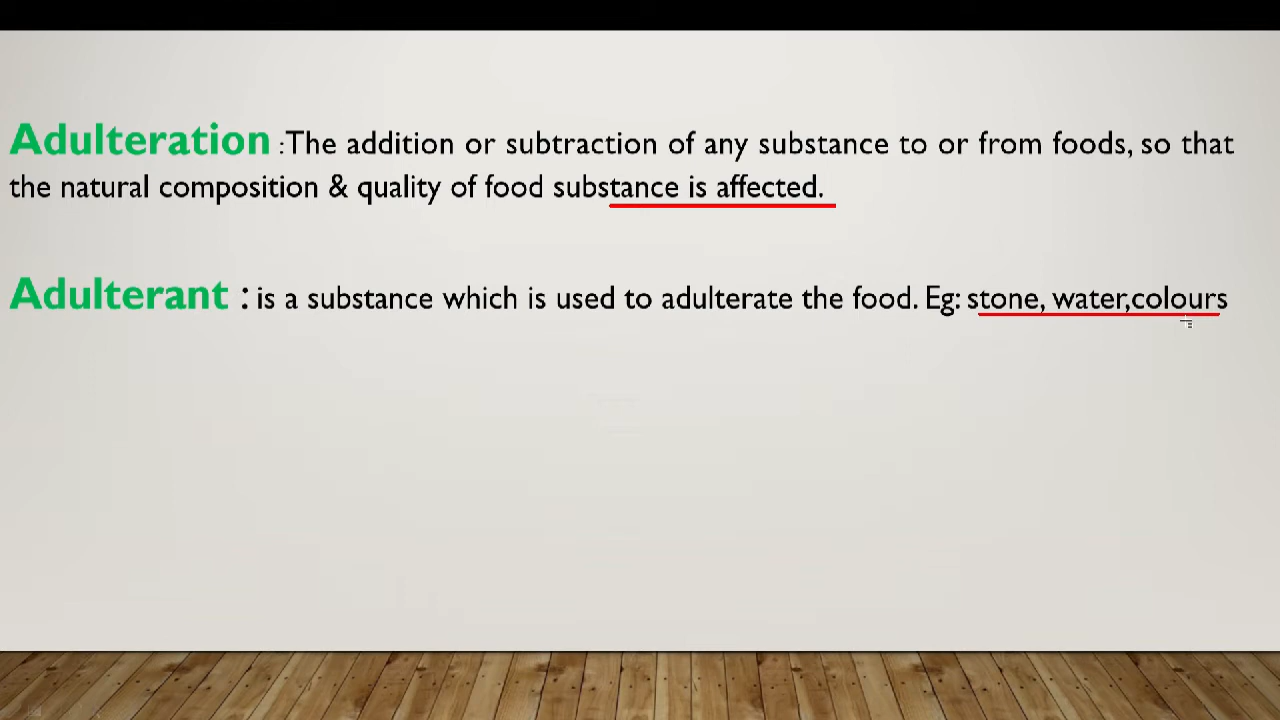 Adulteration :The addition or subtraction of any substance to or from foods, so that
the natural composition & quality of food substance is affected.
Adulterant : is a substance which is used to adulterate the food. Eg: stone, water,colours